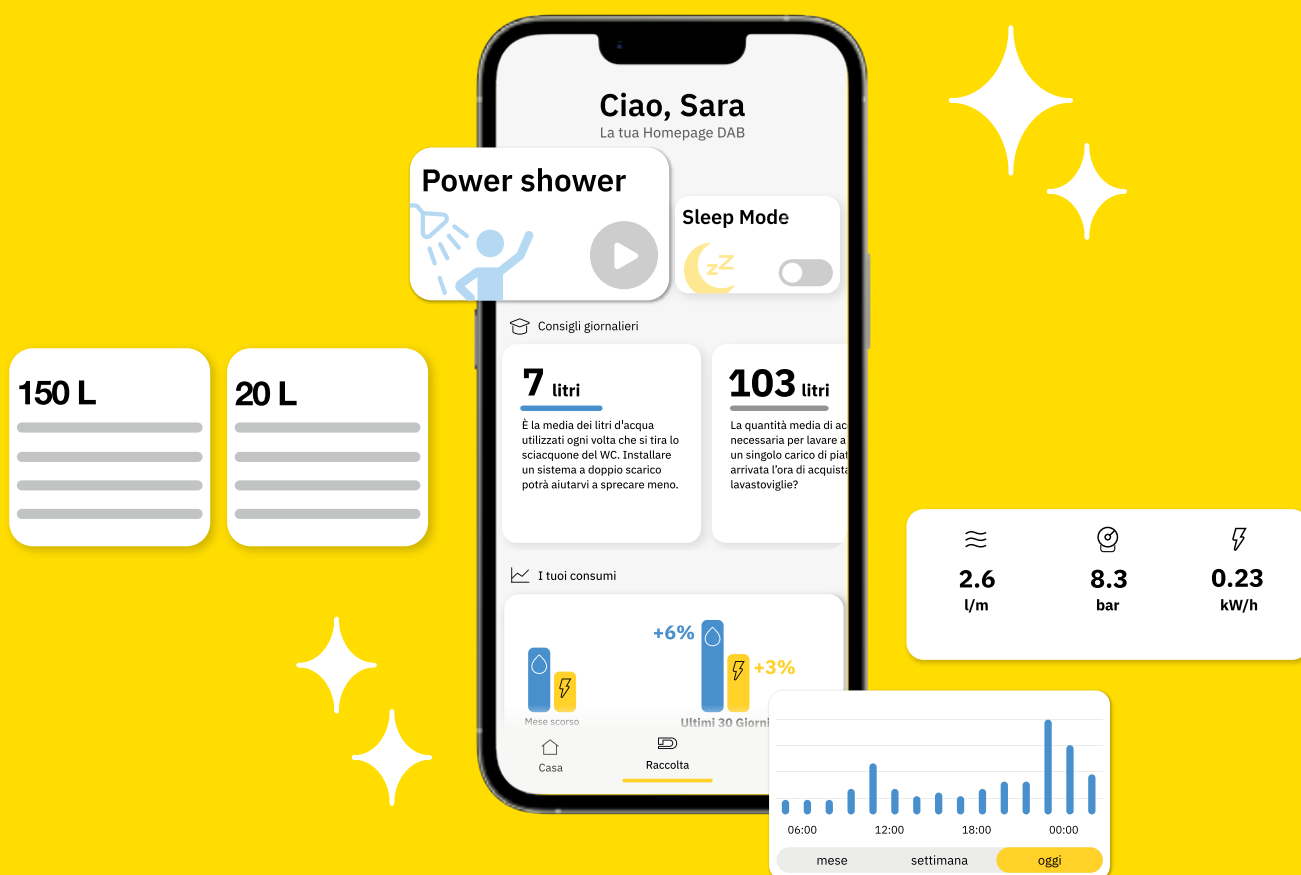 Ciao, Sara
La tua Homepage DAB
Power shower
Sleep Mode
zZ
Consigli giornalieri
150 L
20 L
7 litri
È la media dei litri d'acqua
utilizzati ogni volta che si tira lo
sciacquone del WC. Installare
un sistema a doppio scarico
potrà aiutarvi a sprecare meno.
103 litri
La quantità media di ac
necessaria per lavare a
un singolo carico di piat
arrivata l'ora di acquista
lavastoviglie?
2.6
l/m
8.3
bar
0.23
kW/h
I tuoi consumi
+6%
+3%
Mese scorso
Ultimi 30 Giorni
Casa
Raccolta
06:00 12:00 18:00 00:00
mese settimana oggi